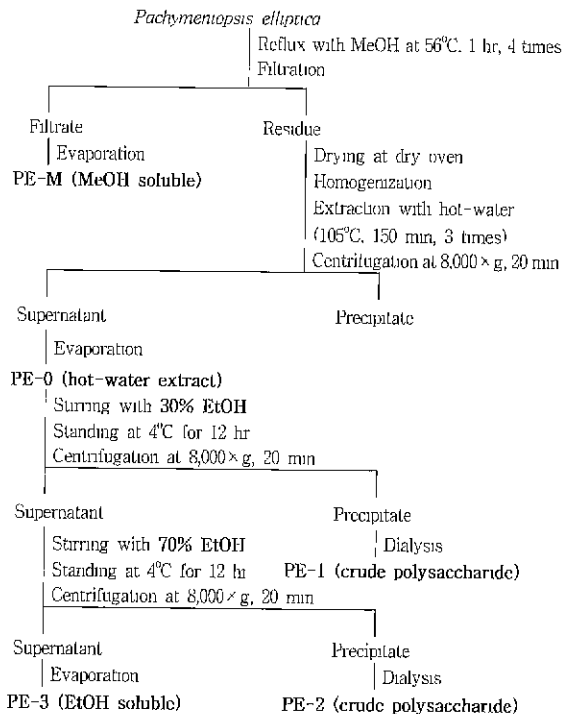 Pachymeniopsis elliptica
Reflux with MeOH at 56°C. 1 hr, 4 times
Filtration
Filtrate
Residue
Evaporation
PE-M (MeOH soluble)
Drying at dry oven
Homogenization
Extraction with hot-water
(105°C. 150 min, 3 times)
Centrifugation at 8,000×g, 20 min
Supernatant
Precipitate
Evaporation
PE-0 (hot-water extract)
Stirring with 30% EtOH
Standing at 4°C for 12 hr
Centrifugation at 8,000×g, 20 min
Supernatant
Precipitate
Stirring with 70% EtOH
Standing at 4°C for 12 hr
Centrifugation at 8,000×g, 20 min
Dialysis
PE-1 (crude polysaccharide)
Supernatant
Precipitate
Evaporation
Dialysis
PE-3 (EtOH soluble)
PE-2 (crude polysaccharide)